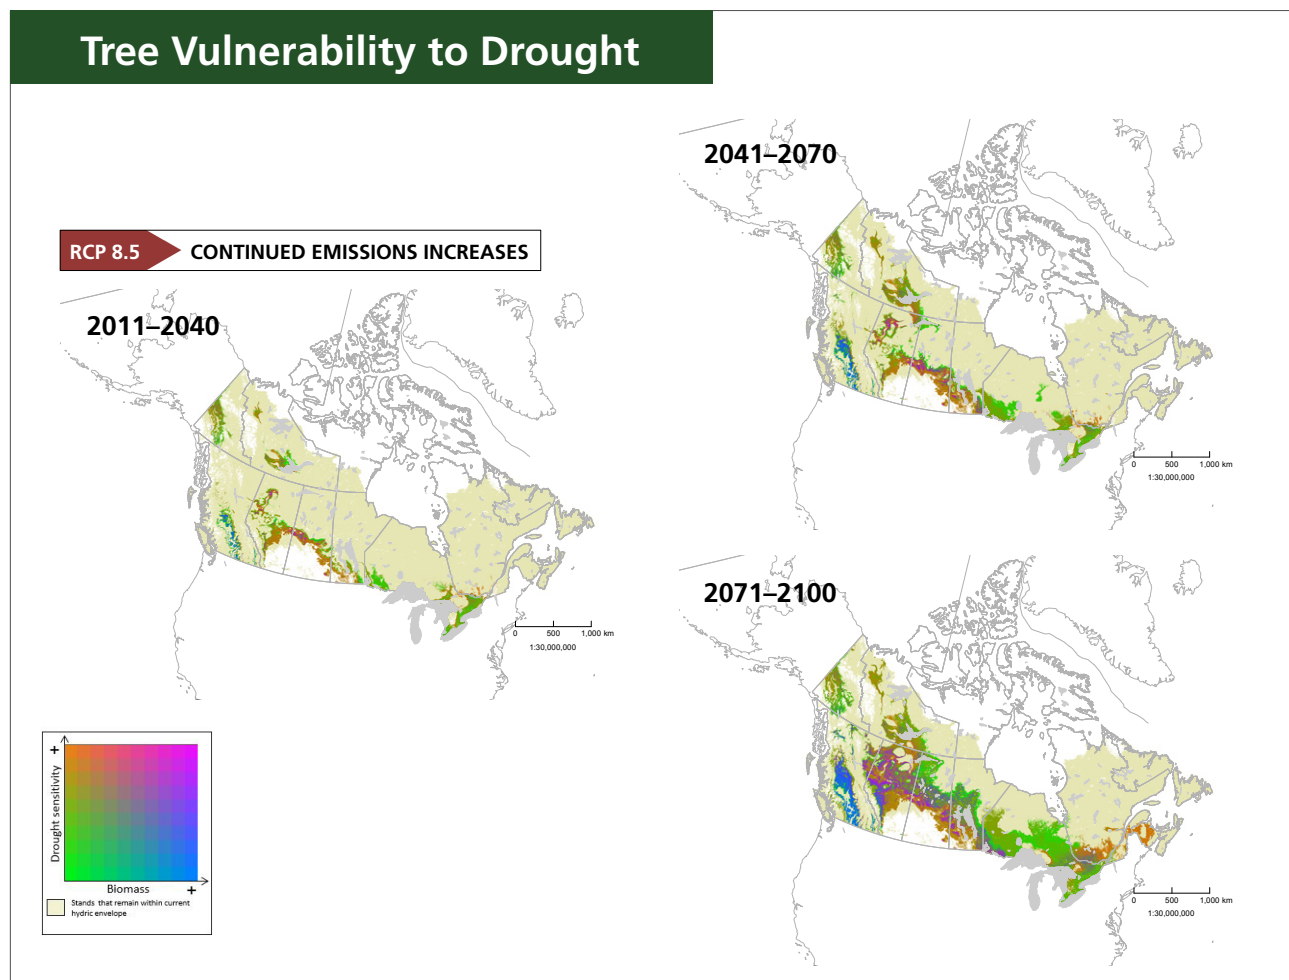 Tree Vulnerability to Drought
RCP 8.5
CONTINUED EMISSIONS INCREASES
2011–2040
0 500 1,000 km
1:30,000,000
2041–2070
0 500 1,000 km
1:30,000,000
2071–2100
0 500 1,000 km
1:30,000,000
+
Drought sensitivity
Biomass
+
Stands that remain within current
hydric envelope